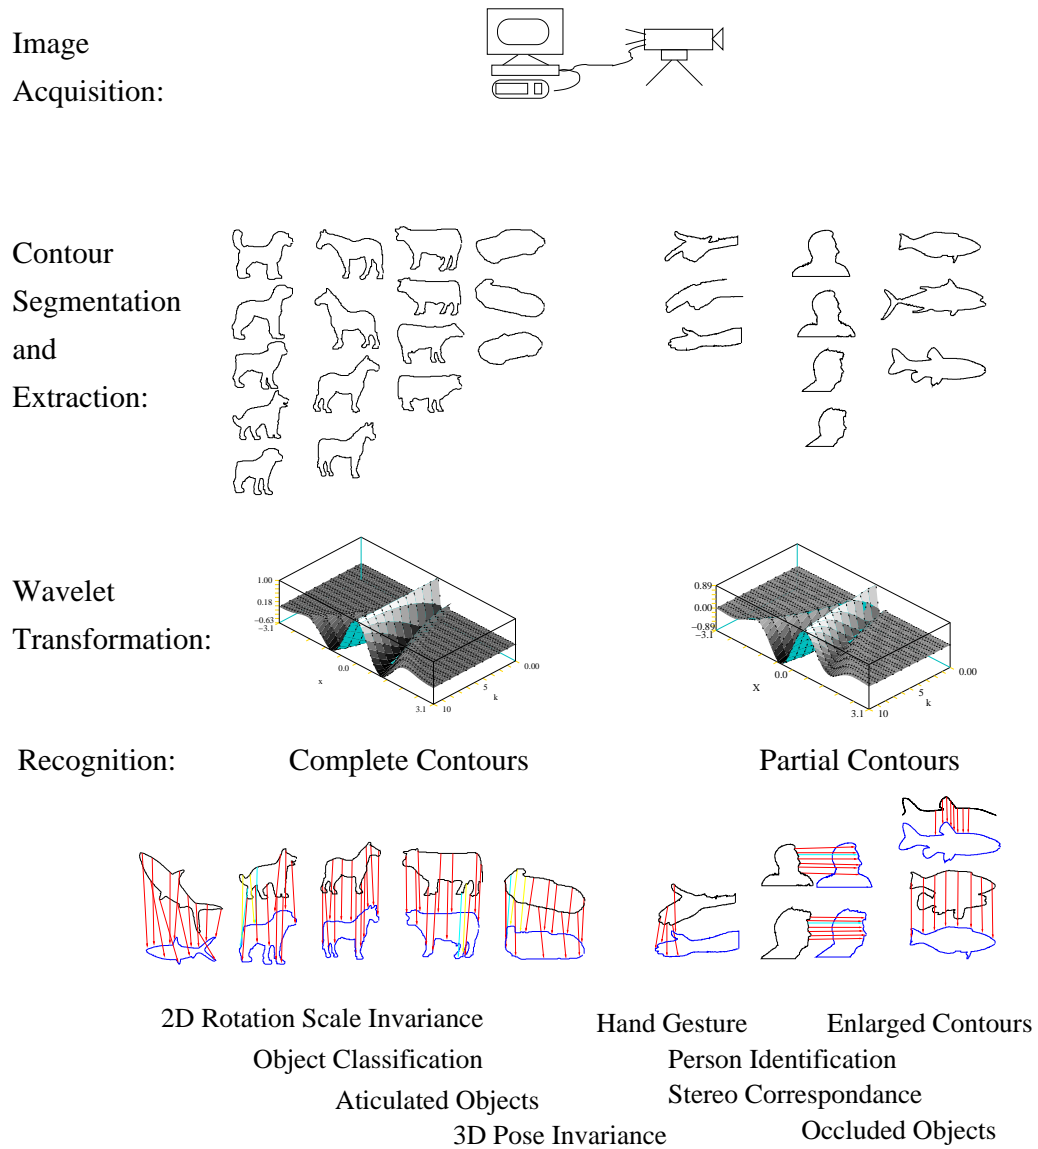 Image
Acquisition:
Contour
Segmentation
and
Extraction:
Wavelet
Transformation:
1.00
0.18
−0.63
−3.1
x
0.0
3.1
10
k
5
0.00
0.89
0.00
−0.89
−3.1
X
0.0
3.1
10
k
5
0.00
Recognition:
Complete Contours
Partial Contours
2D Rotation Scale Invariance
Object Classification
Aticulated Objects
3D Pose Invariance
Hand Gesture
Enlarged Contours
Person Identification
Stereo Correspondance
Occluded Objects